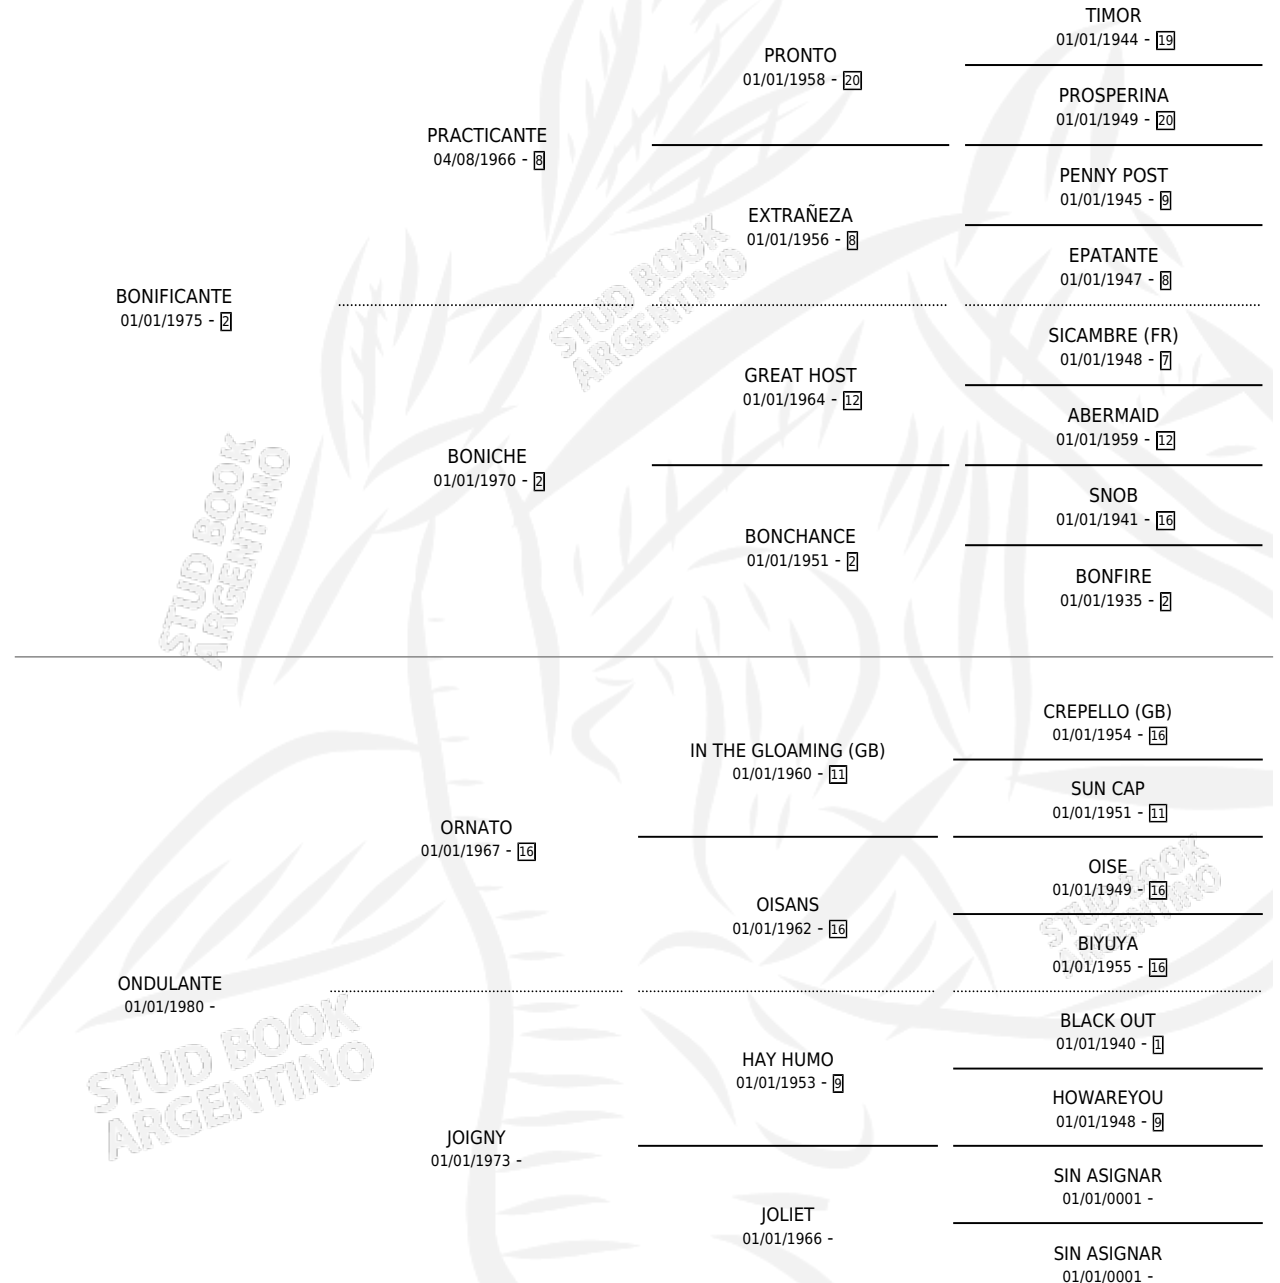 TIMOR
01/01/1944 - 19
PRONTO
01/01/1958 - 20
PROSPERINA
01/01/1949 - 20
PRACTICANTE
04/08/1966 - 8
PENNY POST
01/01/1945 - 9
EXTRAÑEZA
01/01/1956 - 8
EPATANTE
01/01/1947 - 8
BONIFICANTE
01/01/1975 - 2
SICAMBRE (FR)
01/01/1948 - 7
GREAT HOST
01/01/1964 - 12
ABERMAID
01/01/1959 - 12
BONICHE
01/01/1970 - 2
SNOB
01/01/1941 - 16
BONCHANCE
01/01/1951 - 2
BONFIRE
01/01/1935 - 2
STUD BOOK
ARGENTINO
STUD BOOK
ARGENTINO
CREPELLO (GB)
01/01/1954 - 16
IN THE GLOAMING (GB)
01/01/1960 - 11
SUN CAP
01/01/1951 - 11
ORNATO
01/01/1967 - 16
OISE
01/01/1949 - 16
OISANS
01/01/1962 - 16
BIYUYA
01/01/1955 - 16
ONDULANTE
01/01/1980 -
BLACK OUT
01/01/1940 - 1
HAY HUMO
01/01/1953 - 9
HOWAREYOU
01/01/1948 - 9
JOIGNY
01/01/1973 -
SIN ASIGNAR
01/01/0001 -
JOLIET
01/01/1966 -
SIN ASIGNAR
01/01/0001 -
STUD BOOK
ARGENTINO
STUD BOOK
ARGENTINO